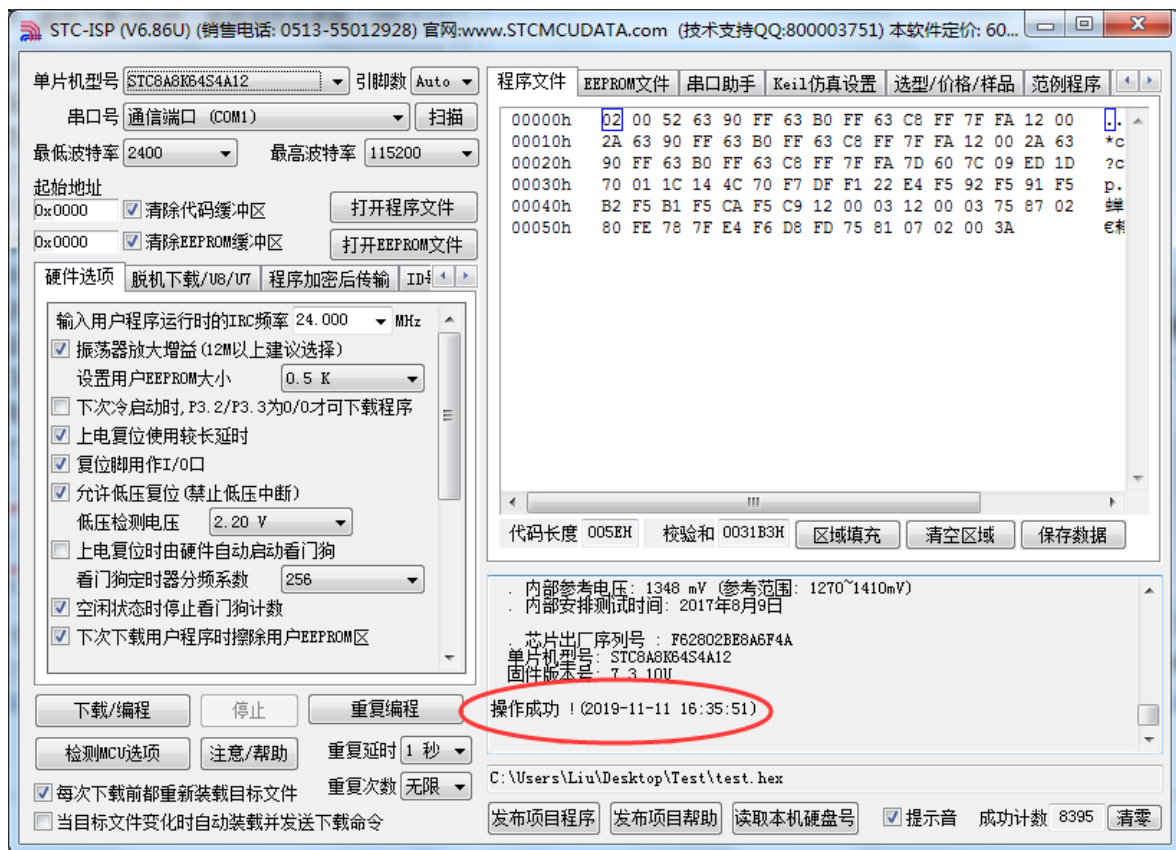 STC-ISP (V6.86U) (销售电话: 0513-55012928) 官网:www.STCMCUDATA.com (技术支持QQ:800003751) 本软件定价: 60...
单片机型号 STC8A8K64S4A12 引脚数 Auto
串口号 通信端口 (COM1) 扫描
最低波特率 2400 最高波特率 115200
起始地址
0x0000 清除代码缓冲区 打开程序文件
0x0000 清除EEPROM缓冲区 打开EEPROM文件
硬件选项 脱机下载/U8/U7 程序加密后传输
输入用户程序运行时的IRC频率 24.000 MHz
振荡器放大增益(12M以上建议选择)
设置用户EEPROM大小 0.5 K
下次冷启动时,P3.2/P3.3为0/0才可下载程序
上电复位使用较长延时
复位脚用作I/O口
允许低压复位(禁止低压中断)
低压检测电压 2.20 V
上电复位时由硬件自动启动看门狗
看门狗定时器分频系数 256
空闲状态时停止看门狗计数
下次下载用户程序时擦除用户EEPROM区
下载/编程 停止 重复编程
检测MCU选项 注意/帮助 重复延时 1 秒
重复次数 无限
每次下载前都重新装载目标文件
当目标文件变化时自动装载并发送下载命令
程序文件 EEPROM文件 串口助手 Keil仿真设置 选型/价格/样品 范例程序
00000h 02 00 52 63 90 FF 63 B0 FF 63 C8 FF 7F FA 12 00 ..
00010h 2A 63 90 FF 63 B0 FF 63 C8 FF 7F FA 12 00 2A 63 *c
00020h 90 FF 63 B0 FF 63 C8 FF 7F FA 7D 60 7C 09 ED 1D ?c
00030h 70 01 1C 14 4C 70 F7 DF F1 22 E4 F5 92 F5 91 F5 p.
00040h B2 F5 B1 F5 CA F5 C9 12 00 03 12 00 03 75 87 02 蝉
00050h 80 FE 78 7F E4 F6 D8 FD 75 81 07 02 00 3A €
代码长度 005EH 校验和 0031B3H 区域填充 清空区域 保存数据
. 内部参考电压: 1348 mV (参考范围: 1270~1410mV)
. 内部安排测试时间: 2017年8月9日
. 芯片出厂序列号 : F62802BE8A6F4A
单片机型号: STC8A8K64S4A12
固件版本号: 7.3.10U
操作成功 !(2019-11-11 16:35:51)
C:\Users\Liu\Desktop\Test\test.hex
发布项目程序 发布项目帮助 读取本机硬盘号 提示音 成功计数 8395 清零